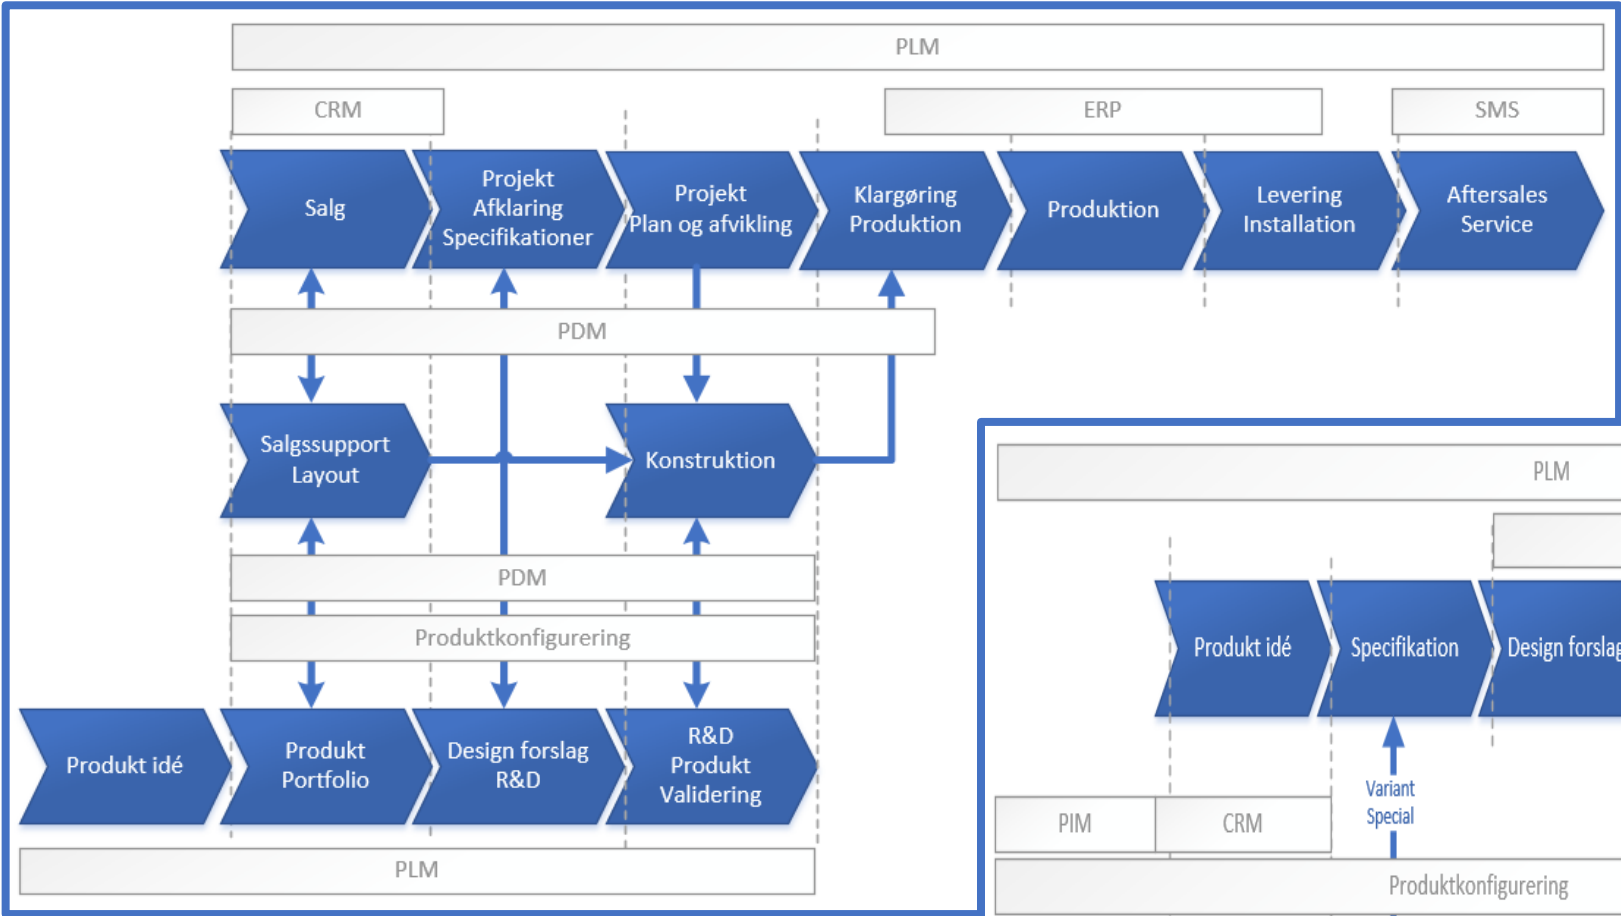 PLM
CRM
ERP
SMS
Salg
Projekt
Afklaring
Specifikationer
Projekt
Plan og afvikling
Klargøring
Produktion
Produktion
Levering
Installation
Aftersales
Service
PDM
Salgssupport
Layout
Konstruktion
PDM
Produktkonfigurering
Produkt idé
Produkt
Portfolio
Design forslag
R&D
R&D
Produkt
Validering
PLM
PLM
Produkt idé
Specifikation
Design forslag
Variant
Special
PIM
CRM
Produktkonfigurering